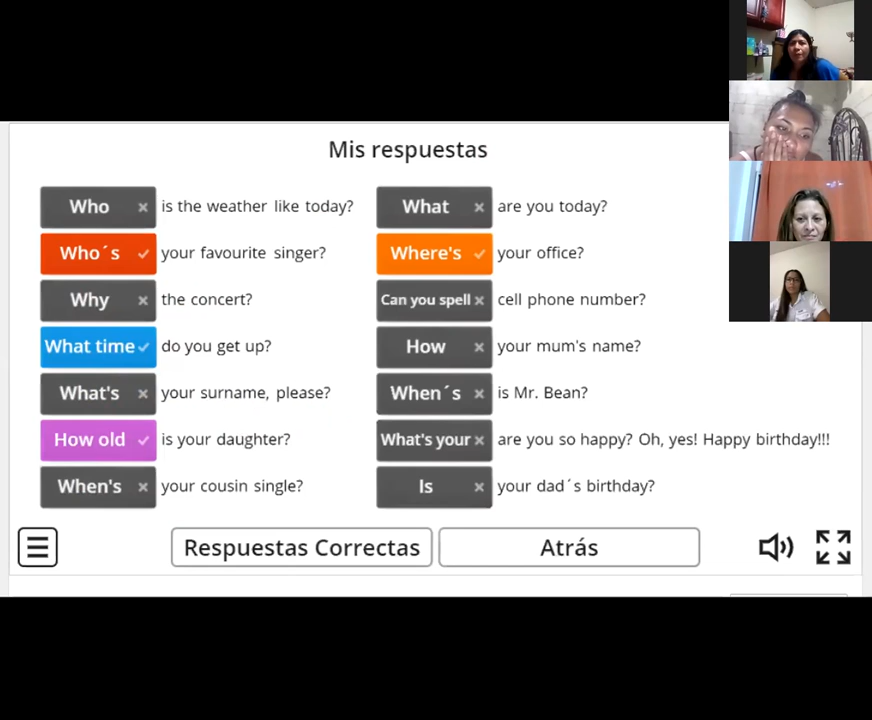 Mis respuestas
Who is the weather like today?
Who´s your favourite singer?
Why the concert?
What time do you get up?
What's your surname, please?
How old is your daughter?
When's your cousin single?
What are you today?
Where's your office?
Can you spell cell phone number?
How your mum's name?
When´s is Mr. Bean?
What's your are you so happy? Oh, yes! Happy birthday!!!
Is your dad´s birthday?
Respuestas Correctas
Atrás